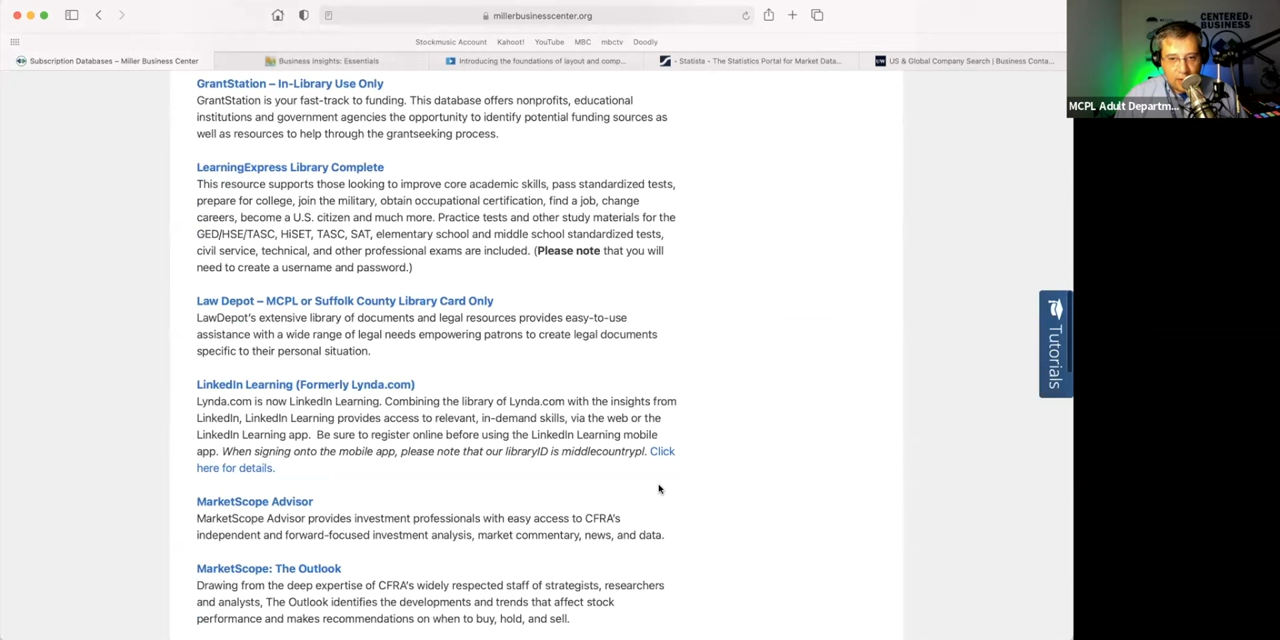 millerbusinesscenter.org
Stockmusic Account Kahoot! YouTube MBC mbctv Doodly
Subscription Databases – Miller Business Center
Business Insights: Essentials
Introducing the foundations of layout and comp...
- Statista - The Statistics Portal for Market Data...
UW US & Global Company Search | Business Conta...
CENTERED:
BUSINESS
MCPL Adult Departm...
GrantStation – In-Library Use Only
GrantStation is your fast-track to funding. This database offers nonprofits, educational
institutions and government agencies the opportunity to identify potential funding sources as
well as resources to help through the grantseeking process.
LearningExpress Library Complete
This resource supports those looking to improve core academic skills, pass standardized tests,
prepare for college, join the military, obtain occupational certification, find a job, change
careers, become a U.S. citizen and much more. Practice tests and other study materials for the
GED/HSE/TASC, HiSET, TASC, SAT, elementary school and middle school standardized tests,
civil service, technical, and other professional exams are included. (Please note that you will
need to create a username and password.)
Law Depot – MCPL or Suffolk County Library Card Only
LawDepot's extensive library of documents and legal resources provides easy-to-use
assistance with a wide range of legal needs empowering patrons to create legal documents
specific to their personal situation.
LinkedIn Learning (Formerly Lynda.com)
Lynda.com is now LinkedIn Learning. Combining the library of Lynda.com with the insights from
LinkedIn, LinkedIn Learning provides access to relevant, in-demand skills, via the web or the
LinkedIn Learning app. Be sure to register online before using the LinkedIn Learning mobile
app. When signing onto the mobile app, please note that our libraryID is middlecountrypl. Click
here for details.
MarketScope Advisor
MarketScope Advisor provides investment professionals with easy access to CFRA's
independent and forward-focused investment analysis, market commentary, news, and data.
MarketScope: The Outlook
Drawing from the deep expertise of CFRA's widely respected staff of strategists, researchers
and analysts, The Outlook identifies the developments and trends that affect stock
performance and makes recommendations on when to buy, hold, and sell.
Tutorials